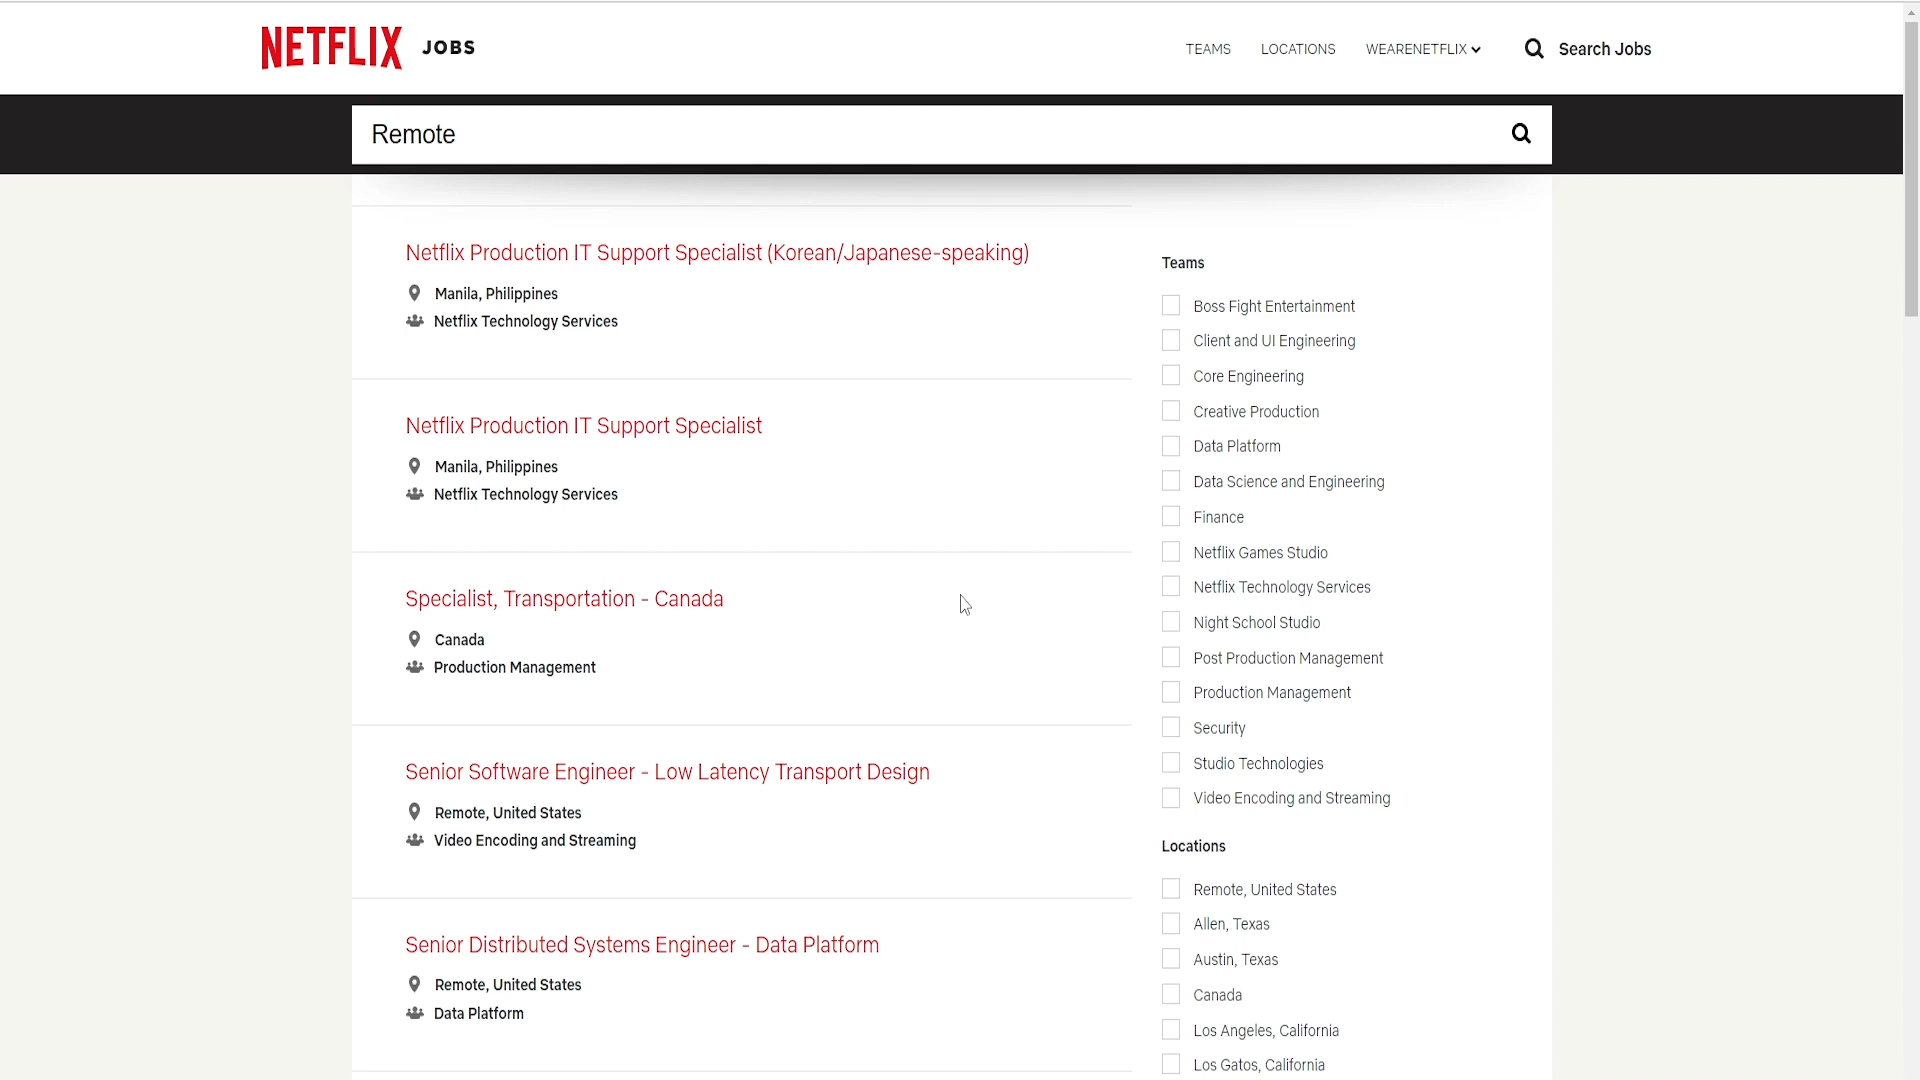 NETFLIX JOBS
TEAMS LOCATIONS WEARENETFLIX Search Jobs
Remote
Netflix Production IT Support Specialist (Korean/Japanese-speaking)
Manila, Philippines
Netflix Technology Services
Netflix Production IT Support Specialist
Manila, Philippines
Netflix Technology Services
Specialist, Transportation - Canada
Canada
Production Management
Senior Software Engineer - Low Latency Transport Design
Remote, United States
Video Encoding and Streaming
Senior Distributed Systems Engineer - Data Platform
Remote, United States
Data Platform
Teams
Boss Fight Entertainment
Client and UI Engineering
Core Engineering
Creative Production
Data Platform
Data Science and Engineering
Finance
Netflix Games Studio
Netflix Technology Services
Night School Studio
Post Production Management
Production Management
Security
Studio Technologies
Video Encoding and Streaming
Locations
Remote, United States
Allen, Texas
Austin, Texas
Canada
Los Angeles, California
Los Gatos, California